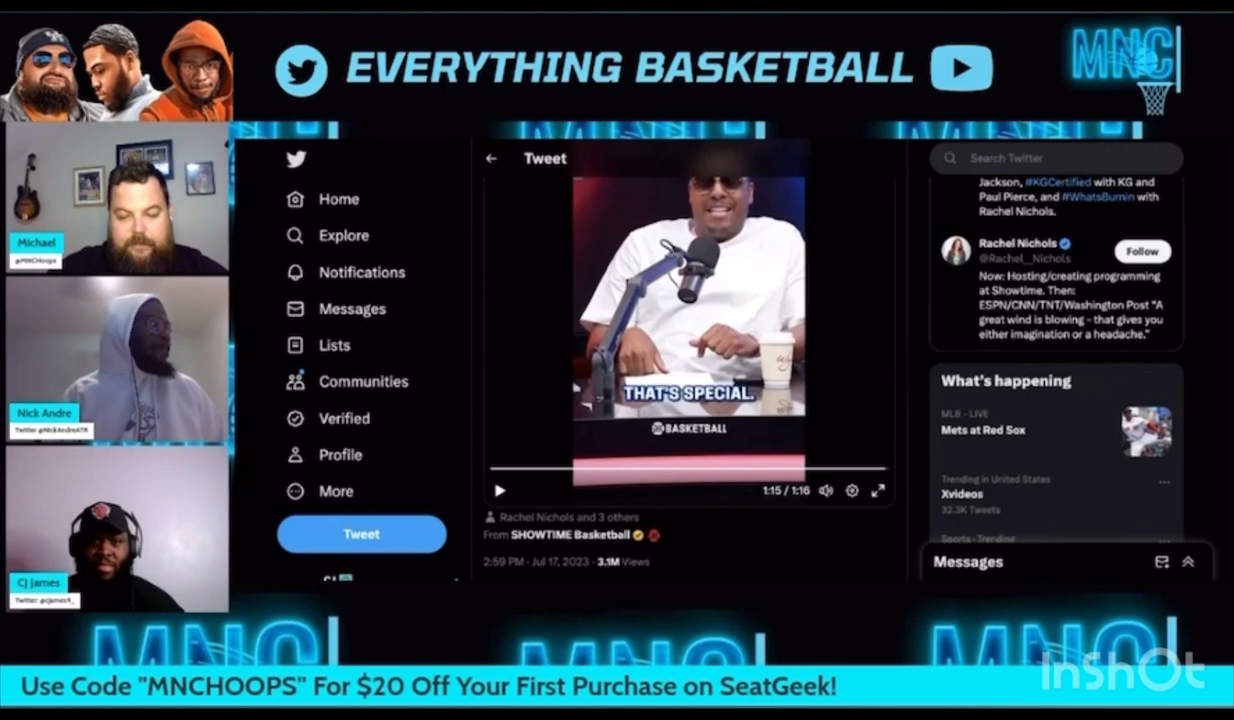 EVERYTHING BASKETBALL
MNC
Michael
@MNCHoops
Nick Andre
Twitter @NickAndreATR
CJ James
Twitter: @cjames9_
Home
Explore
Notifications
Messages
Lists
Communities
Verified
Profile
More
Tweet
Tweet
THAT'S SPECIAL.
BASKETBALL
1:15 / 1:16
Rachel Nichols and 3 others
From SHOWTIME Basketball
2:59 PM · Jul 17, 2023 · 3.1M Views
Search Twitter
Jackson, #KGCertified with KG and
Paul Pierce, and #WhatsBurnin with
Rachel Nichols.
Rachel Nichols
@Rachel__Nichols
Follow
Now: Hosting/creating programming
at Showtime. Then:
ESPN/CNN/TNT/Washington Post "A
great wind is blowing - that gives you
either imagination or a headache."
What's happening
MLB · LIVE
Mets at Red Sox
Trending in United States
Xvideos
32.3K Tweets
Sports · Trending
Messages
MNC
MNC
MNC
InShOt
Use Code "MNCHOOPS" For $20 Off Your First Purchase on SeatGeek!